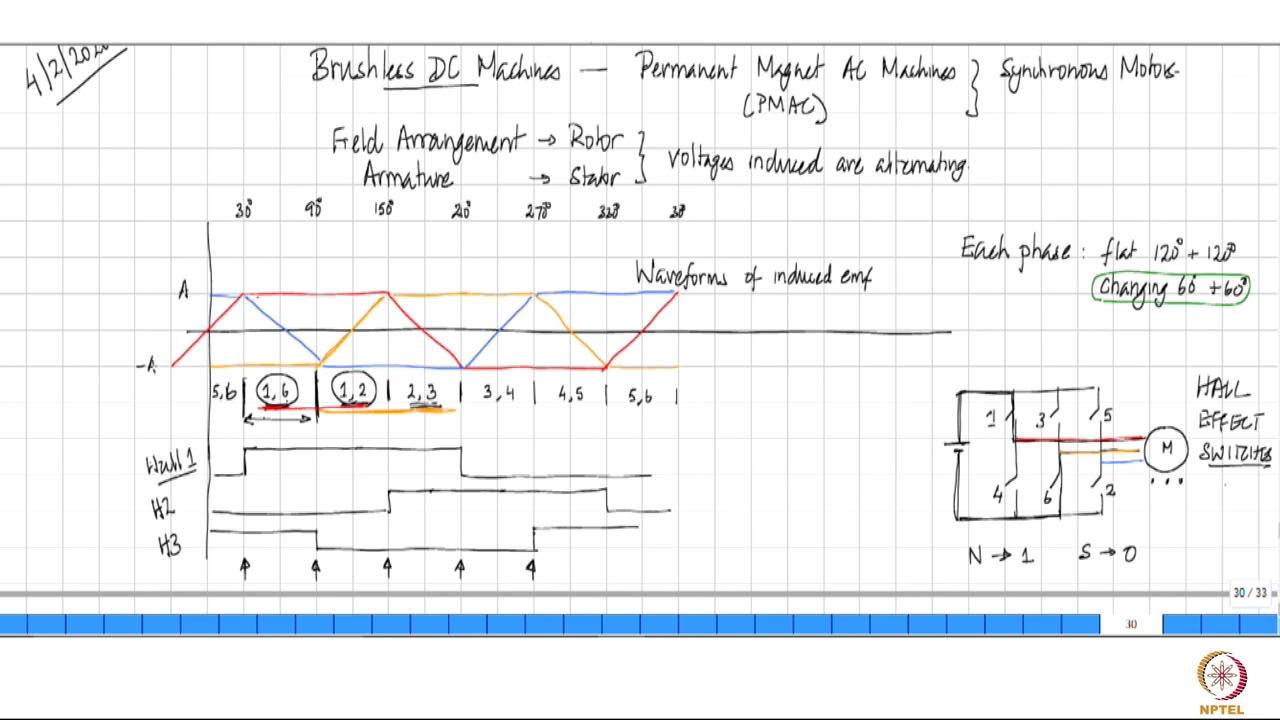 4/2/2020
Brushless DC Machines — Permanent Magnet AC Machines } Synchronous Motors
(PMAC)
Field Arrangement → Rotor
Armature → Stator
} Voltages induced are alternating.
30° 90° 150° 210° 270° 330° 30
Each phase : flat 120° + 120°
Changing 60° + 60°
Waveforms of induced emf
A
-A
5,6 | 1,6 | 1,2 | 2,3 | 3,4 | 4,5 | 5,6 |
HALL
EFFECT
SWITCHES
1 3 5
M
4 6 2
Hall 1
H2
H3
N → 1 S → 0
30 / 33
30
NPTEL